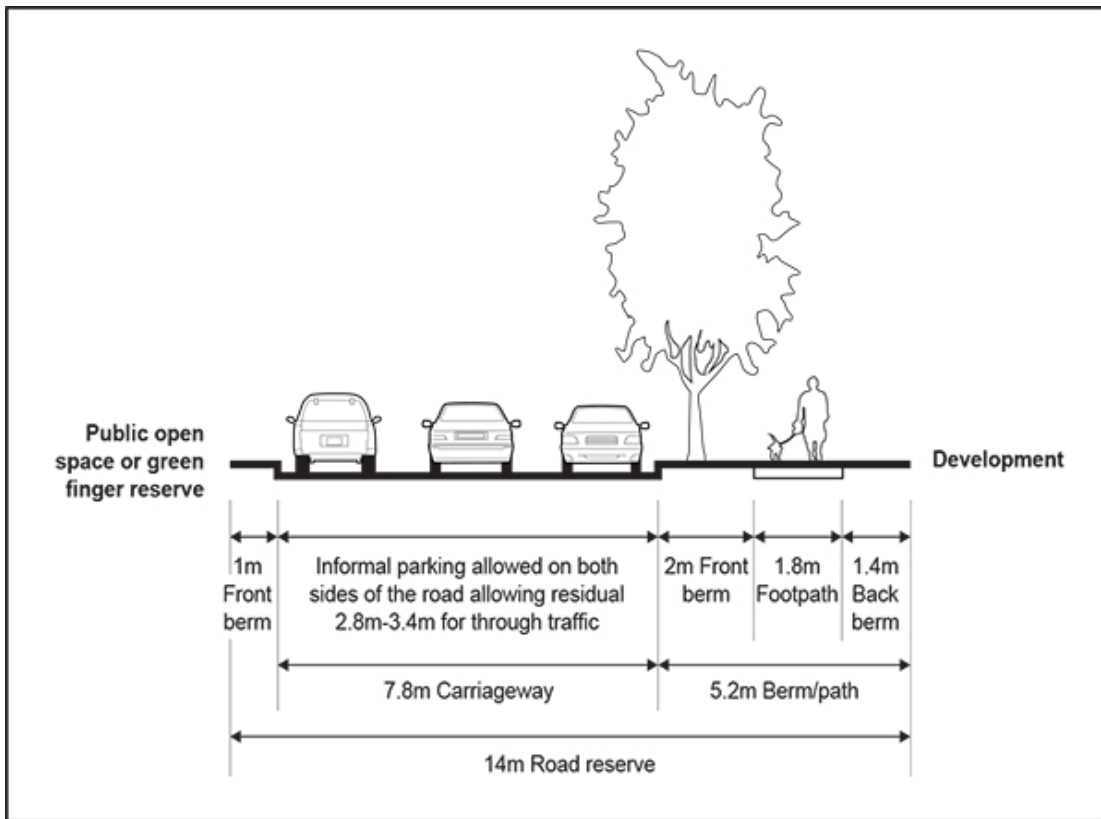 Public open
space or green
finger reserve
Development
1m
Front
berm
Informal parking allowed on both
sides of the road allowing residual
2.8m-3.4m for through traffic
2m Front
berm
1.8m
Footpath
1.4m
Back
berm
7.8m Carriageway
5.2m Berm/path
14m Road reserve